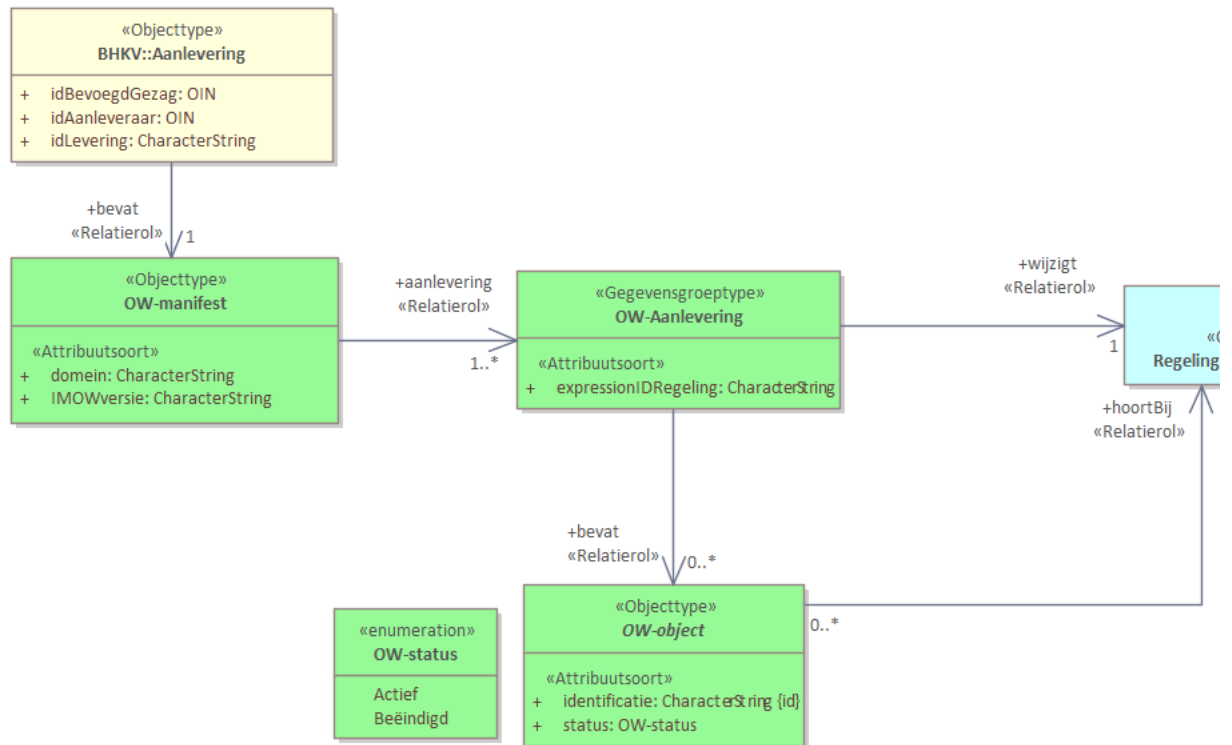 «Objecttype»
BHKV::Aanlevering
+ idBevoegdGezag: OIN
+ idAanleveraar: OIN
+ idLevering: CharacterString
+bevat
«Relatierol»
1
«Objecttype»
OW-manifest
«Attribuutsoort»
+ domein: CharacterString
+ IMOWversie: CharacterString
+aanlevering
«Relatierol»
1..*
«Gegevensgroeptype»
OW-Aanlevering
«Attribuutsoort»
+ expressionIDRegeling: CharacterString
+wijzigt
«Relatierol»
1
Regeling
+hoortBij
«Relatierol»
+bevat
«Relatierol»
0..*
«Objecttype»
OW-object
«Attribuutsoort»
+ identificatie: CharacterString {id}
+ status: OW-status
0..*
«enumeration»
OW-status
Actief
Beëindigd